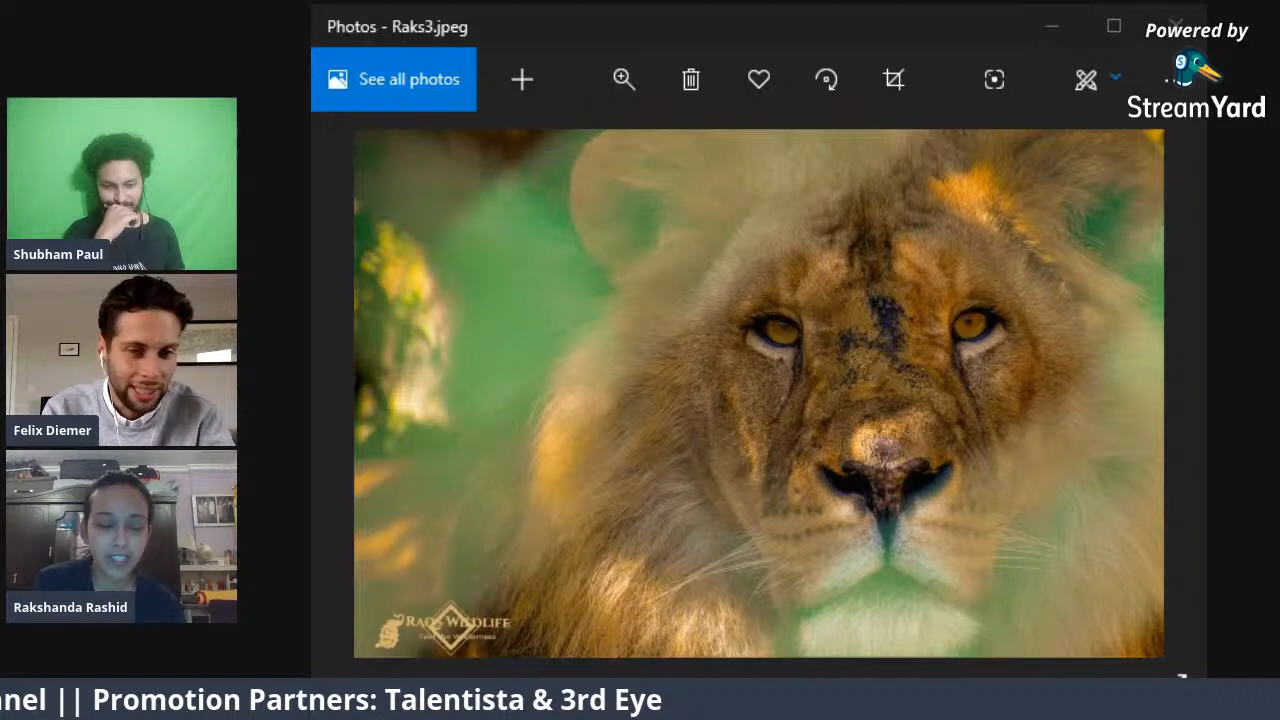 Photos - Raks3.jpeg
Powered by
See all photos
StreamYard
Shubham Paul
Felix Diemer
Rakshanda Rashid
RAQS WILDLIFE
nel || Promotion Partners: Talentista & 3rd Eye